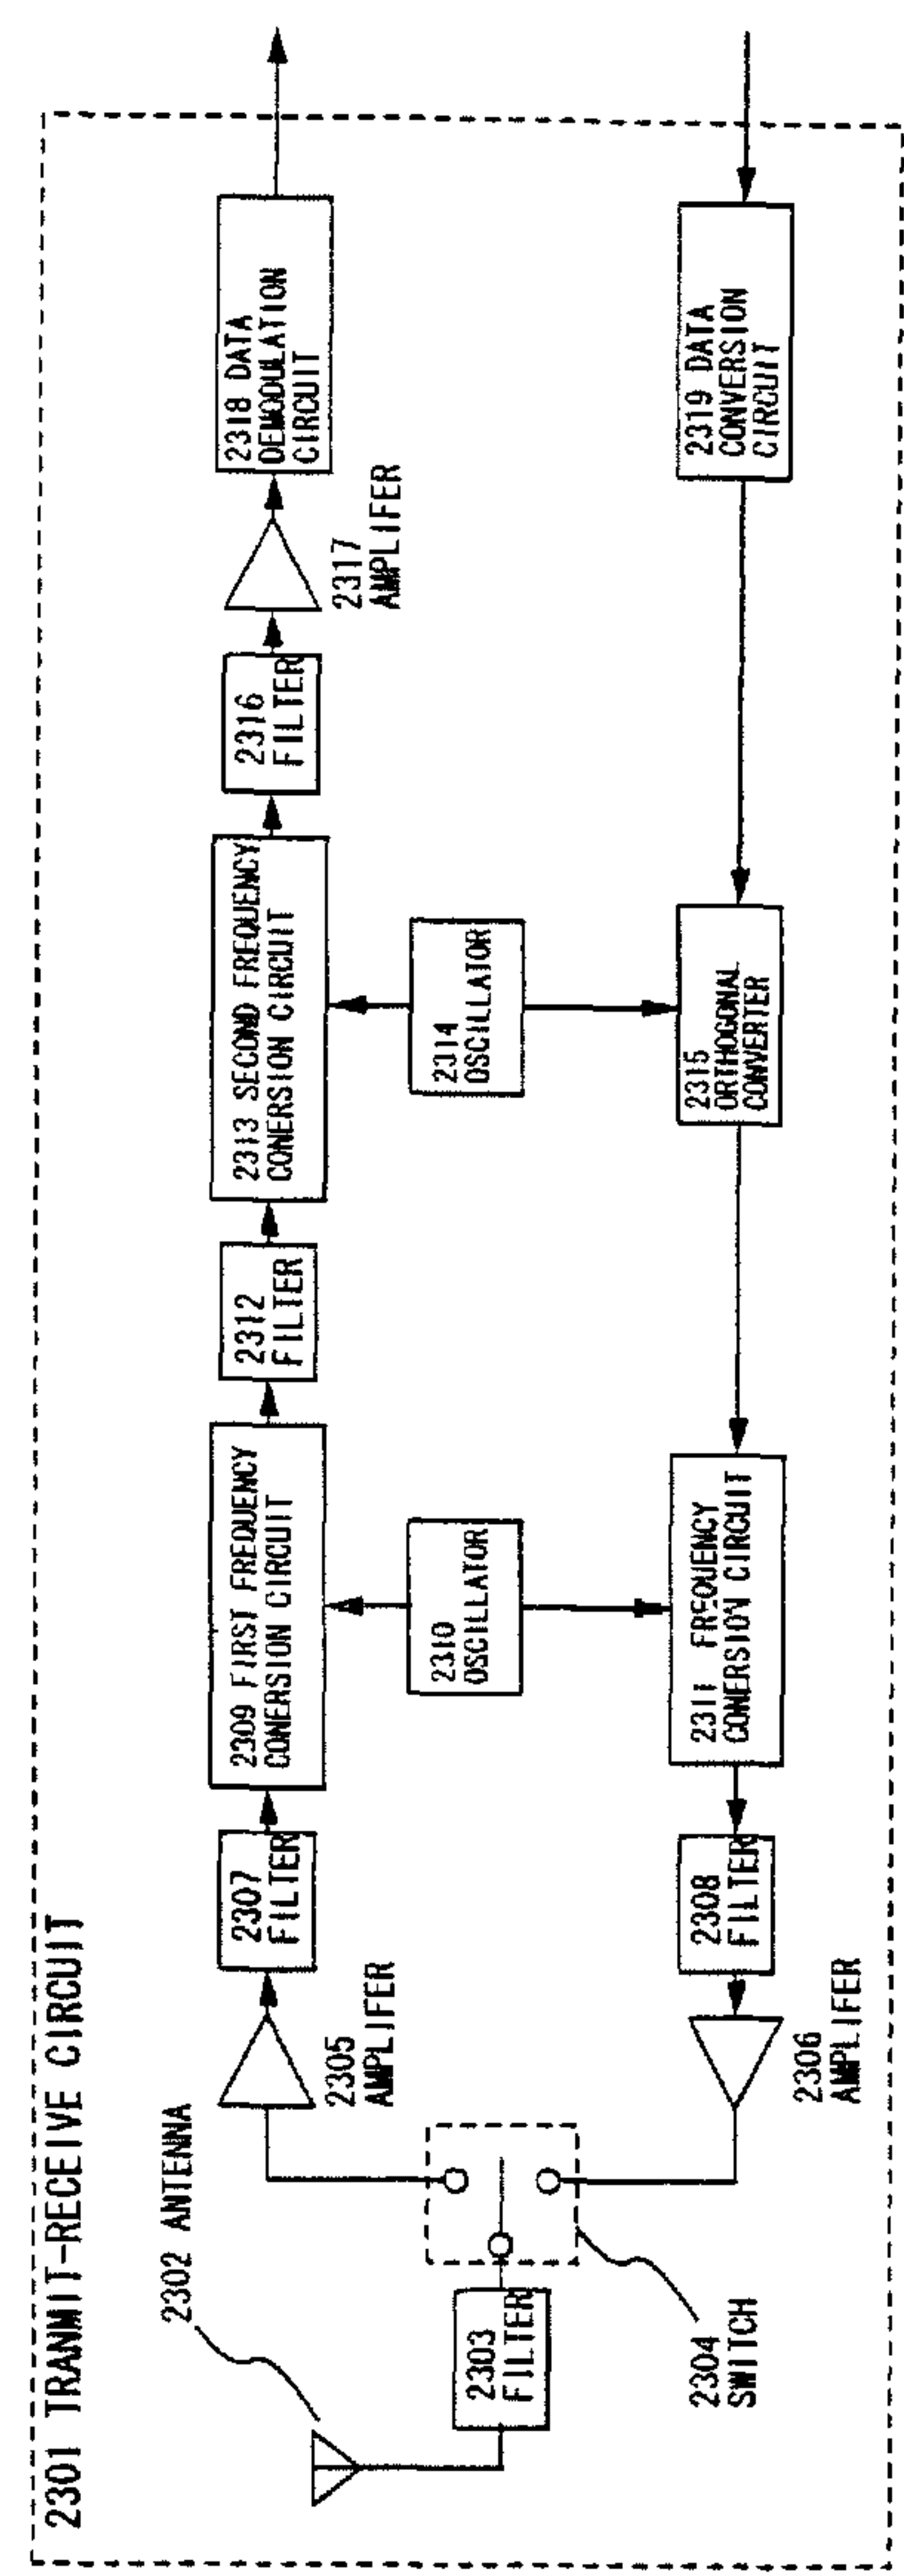 2301 TRANMIT-RECEIVE CIRCUIT
2302 ANTENNA
2303
FILTER
2304
SWITCH
2305
AMPLIFER
2307
FILTER
2309 FIRST FREQUENCY
CONERSION CIRCUIT
2312
FILTER
2313 SECOND FREQUENCY
CONERSION CIRCUIT
2316
FILTER
2317
AMPLIFER
2318 DATA
DEMODULATION
CIRCUIT
2310
OSCILLATOR
2314
OSCILLATOR
2306
AMPLIFER
2308
FILTER
2311 FREQUENCY
CONERSION CIRCUIT
2315
ORTHOGONAL
CONVERTER
2319 DATA
CONVERSION
CIRCUIT